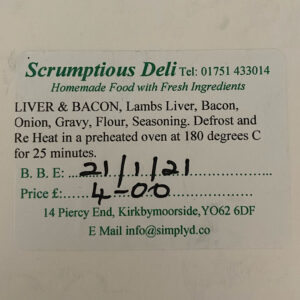 Scrumptious Deli Tel: 01751 433014
Homemade Food with Fresh Ingredients
LIVER & BACON, Lambs Liver, Bacon,
Onion, Gravy, Flour, Seasoning. Defrost and
Re Heat in a preheated oven at 180 degrees C
for 25 minutes.
B. B. E: 21/1/21
Price £: 4-00
14 Piercy End, Kirkbymoorside,YO62 6DF
E Mail info@simplyd.co